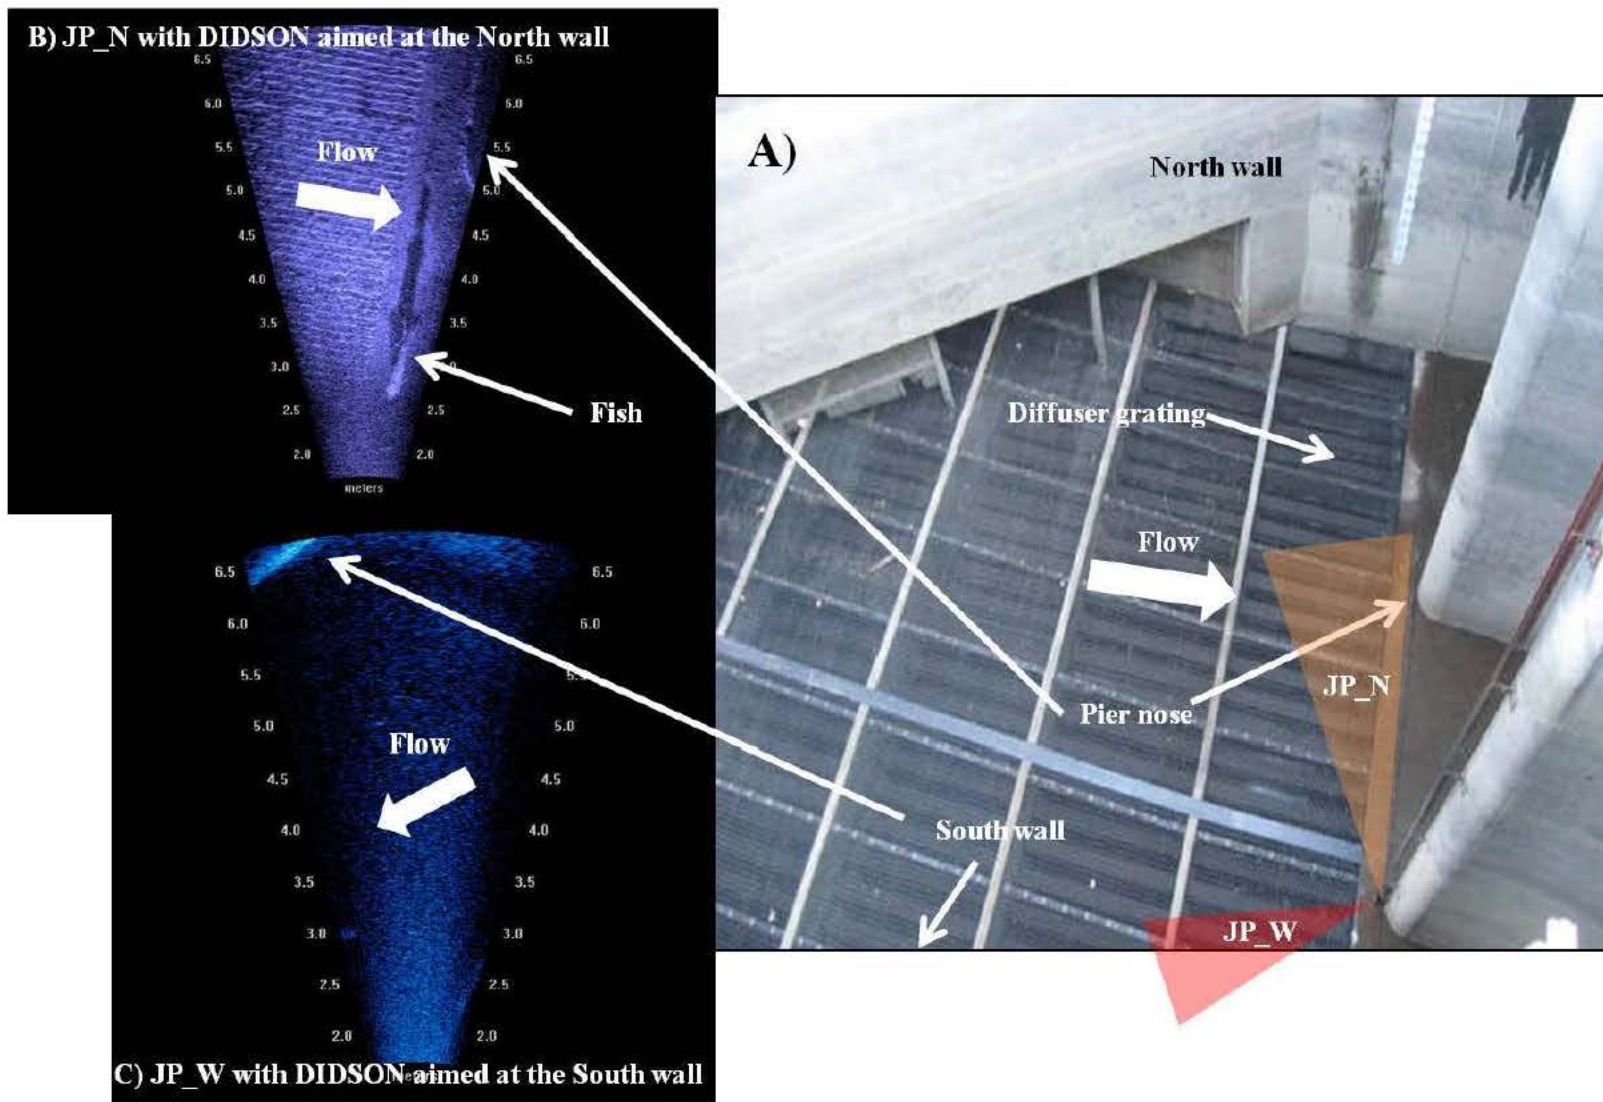 B) JP_N with DIDSON aimed at the North wall
6.5
6.5
6.0
6.0
Flow
5.5
5.0
5.0
4.5
4.5
4.0
4.0
3.5
3.5
3.0
3.0
Fish
2.5
2.5
2.0
2.0
meters
A)
North wall
Diffuser grating
Flow
JP_N
Pier nose
South wall
JP_W
6.5
6.5
6.0
6.0
5.5
5.0
5.0
Flow
4.5
4.5
4.0
4.0
3.5
3.5
3.0
3.0
2.5
2.5
2.0
2.0
C) JP_W with DIDSON aimed at the South wall